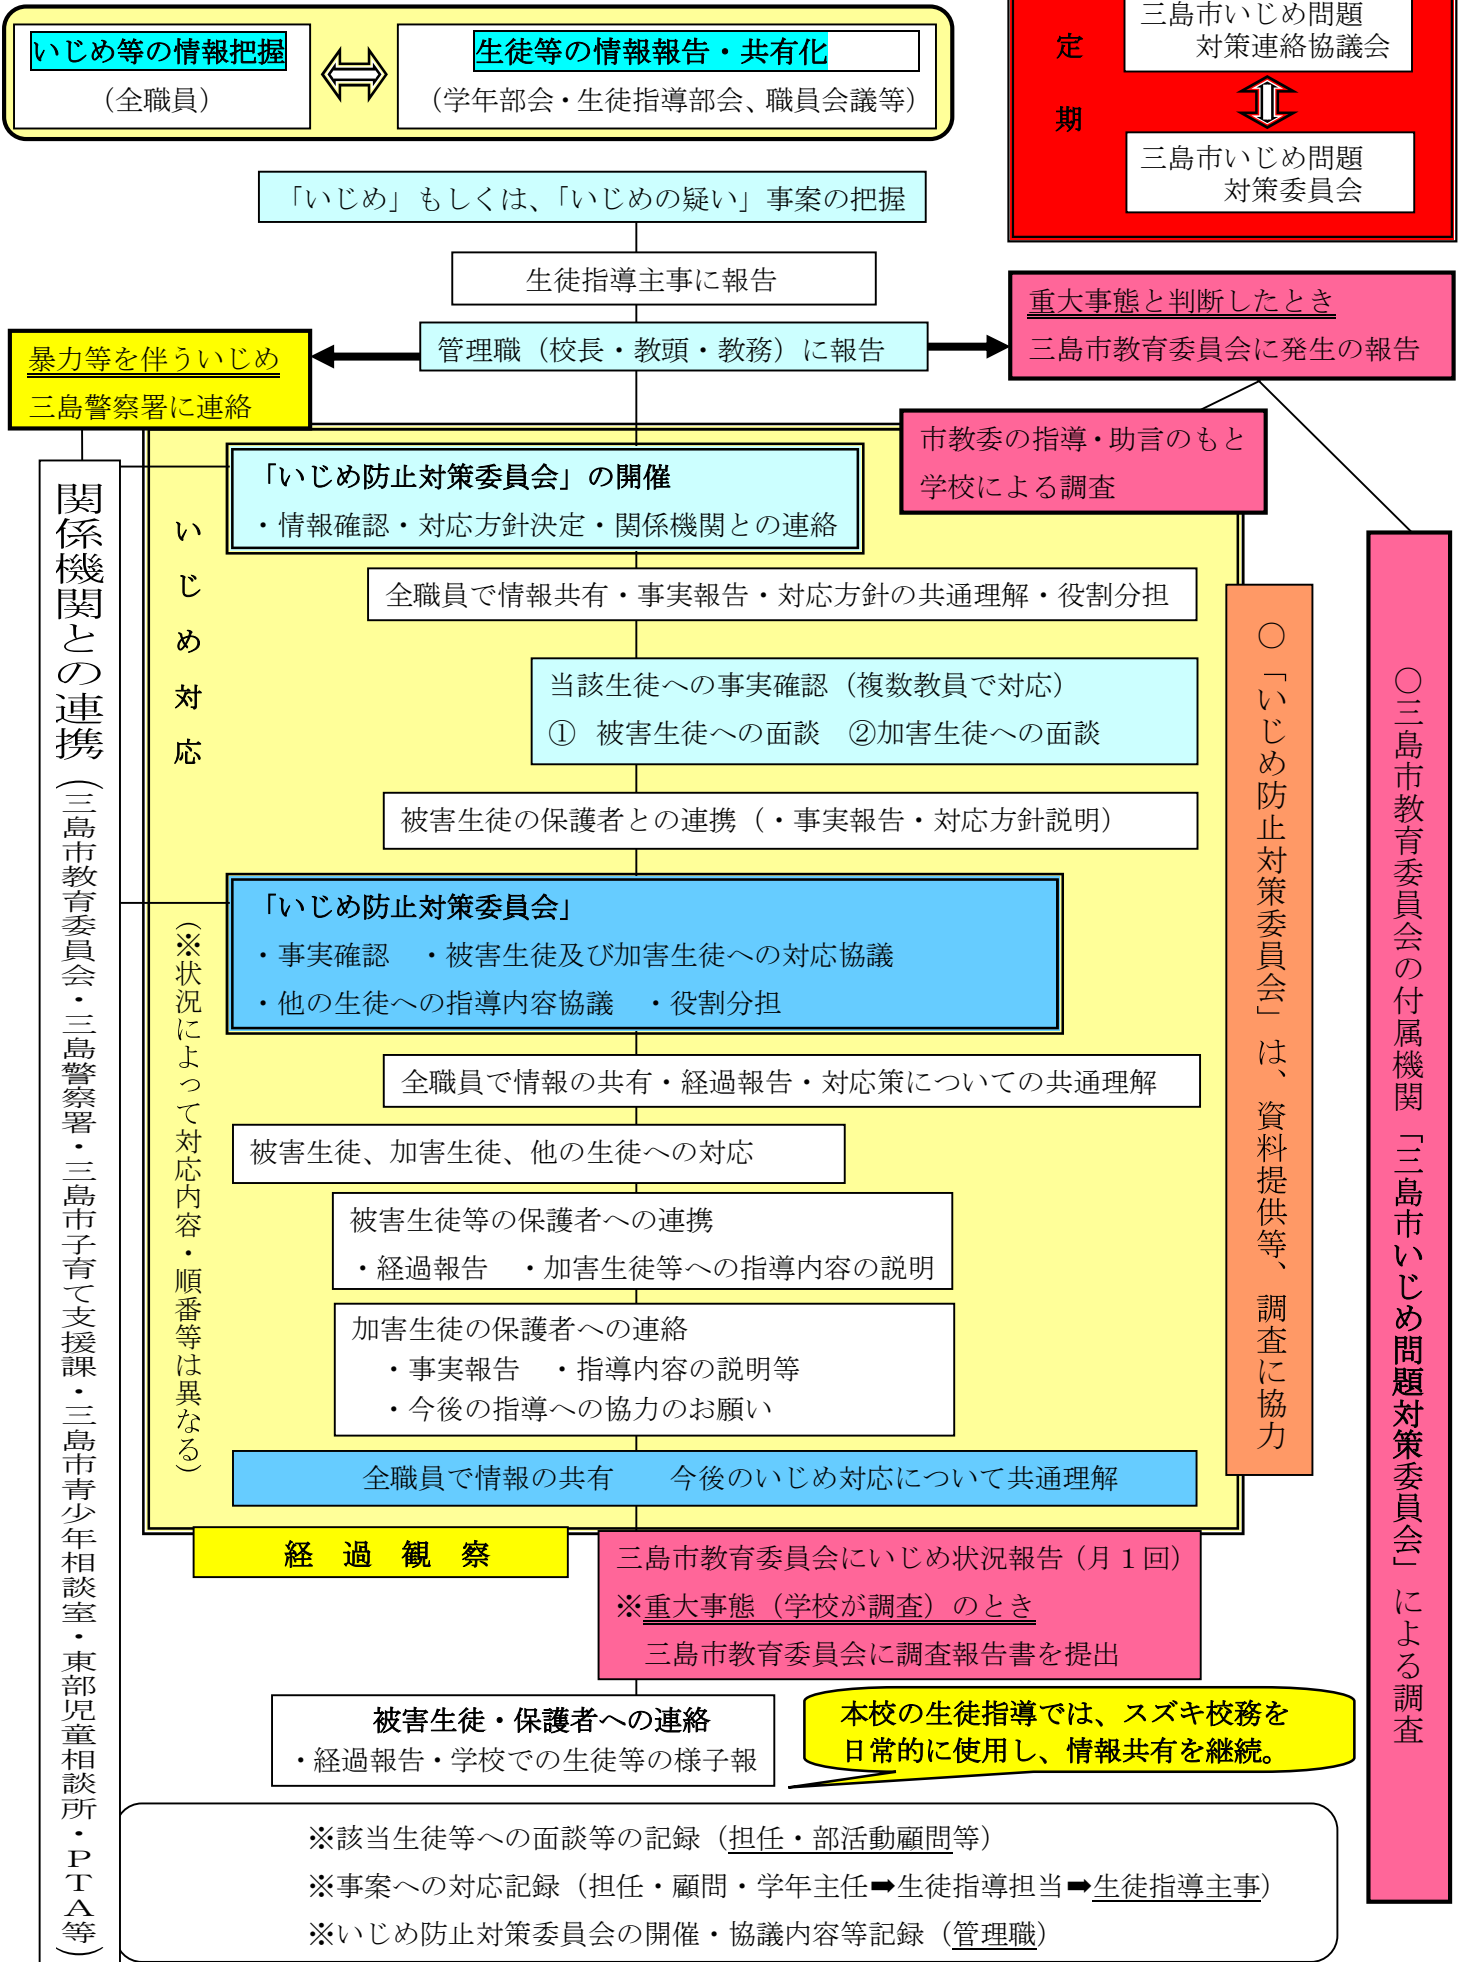 いじめ等の情報把握
（全職員）
生徒等の情報報告・共有化
（学年部会・生徒指導部会、職員会議等）
定期
三島市いじめ問題
対策連絡協議会
三島市いじめ問題
対策委員会
「いじめ」もしくは、「いじめの疑い」事案の把握
生徒指導主事に報告
管理職（校長・教頭・教務）に報告
暴力等を伴ういじめ
三島警察署に連絡
重大事態と判断したとき
三島市教育委員会に発生の報告
市教委の指導・助言のもと
学校による調査
関係機関との連携（三島市教育委員会・三島警察署・三島市子育て支援課・三島市青少年相談室・東部児童相談所・ＰＴＡ等）
いじめ対応
（※状況によって対応内容・順番等は異なる）
「いじめ防止対策委員会」の開催
・情報確認・対応方針決定・関係機関との連絡
全職員で情報共有・事実報告・対応方針の共通理解・役割分担
当該生徒への事実確認（複数教員で対応）
①　被害生徒への面談　②加害生徒への面談
被害生徒の保護者との連携（・事実報告・対応方針説明）
「いじめ防止対策委員会」
・事実確認　・被害生徒及び加害生徒への対応協議
・他の生徒への指導内容協議　・役割分担
全職員で情報の共有・経過報告・対応策についての共通理解
被害生徒、加害生徒、他の生徒への対応
被害生徒等の保護者への連携
・経過報告　・加害生徒等への指導内容の説明
加害生徒の保護者への連絡
・事実報告　・指導内容の説明等
・今後の指導への協力のお願い
全職員で情報の共有　　今後のいじめ対応について共通理解
○「いじめ防止対策委員会」は、資料提供等、調査に協力
○三島市教育委員会の付属機関「三島市いじめ問題対策委員会」による調査
経　過　観　察
三島市教育委員会にいじめ状況報告（月１回）
※重大事態（学校が調査）のとき
三島市教育委員会に調査報告書を提出
被害生徒・保護者への連絡
・経過報告・学校での生徒等の様子報
本校の生徒指導では、スズキ校務を
日常的に使用し、情報共有を継続。
※該当生徒等への面談等の記録（担任・部活動顧問等）
※事案への対応記録（担任・顧問・学年主任➡生徒指導担当➡生徒指導主事）
※いじめ防止対策委員会の開催・協議内容等記録（管理職）